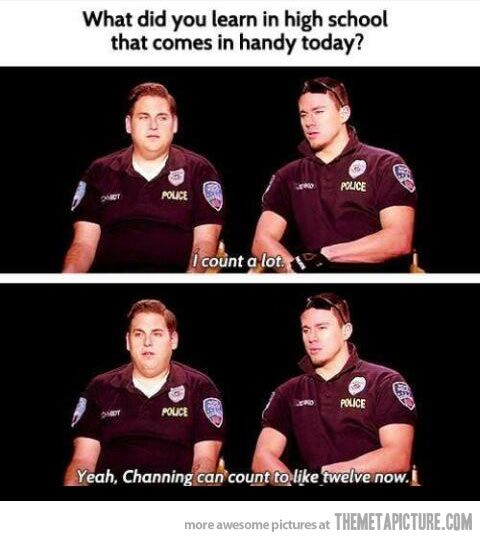 What did you learn in high school
that comes in handy today?
POLICE
POLICE
I count a lot.
POLICE
POLICE
Yeah, Channing can count to like twelve now.
more awesome pictures at THEMETAPICTURE.COM